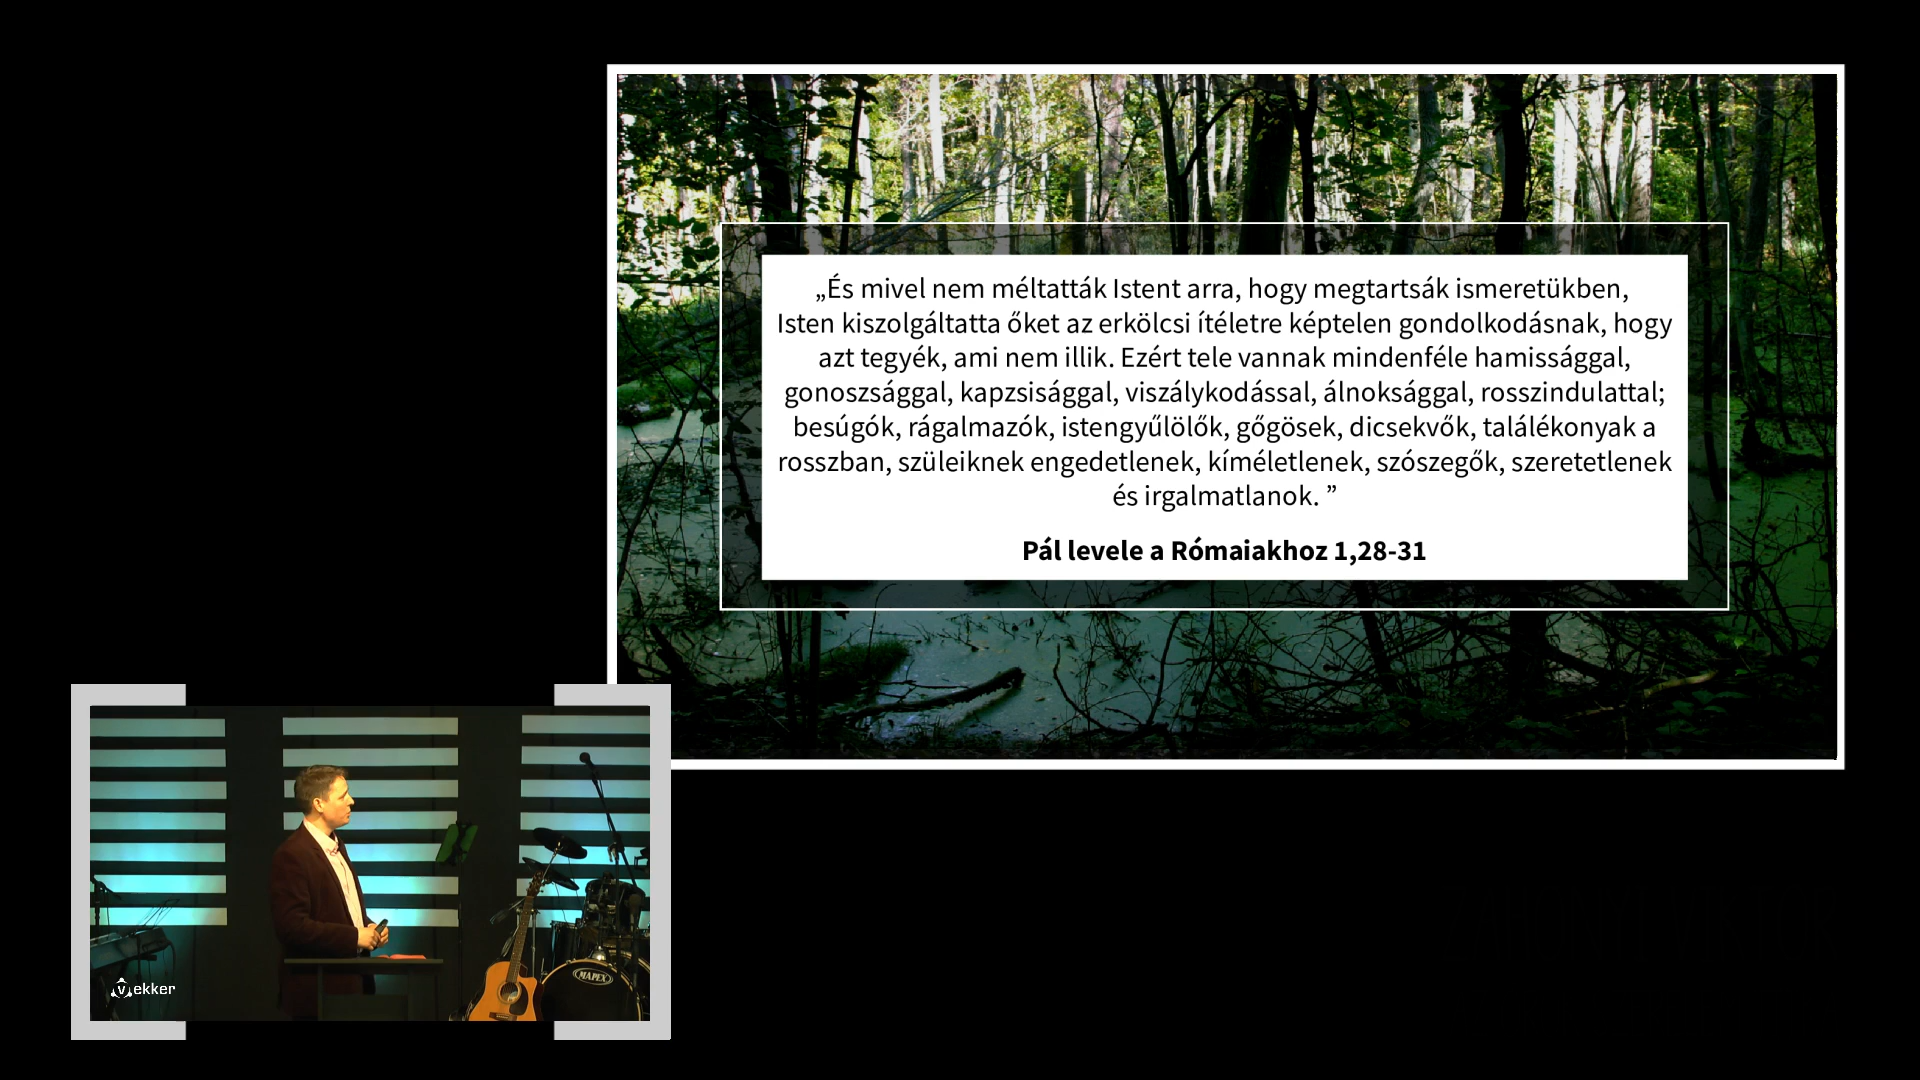 „És mivel nem méltatták Istent arra, hogy megtartsák ismeretükben,
Isten kiszolgáltatta őket az erkölcsi ítéletre képtelen gondolkodásnak, hogy
azt tegyék, ami nem illik. Ezért tele vannak mindenféle hamissággal,
gonoszsággal, kapzsisággal, viszálykodással, álnoksággal, rosszindulattal;
besúgók, rágalmazók, istengyűlölők, gőgösek, dicsekvők, találékonyak a
rosszban, szüleiknek engedetlenek, kíméletlenek, szószegők, szeretetlenek
és irgalmatlanok. ”
Pál levele a Rómaiakhoz 1,28-31
MAPEX
vekker